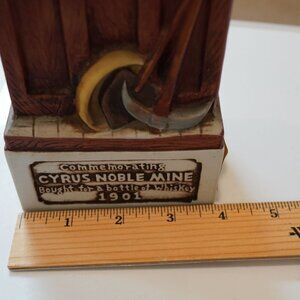 Commemorating
CYRUS NOBLE MINE
Bought for a bottle of Whiskey
1901
1 2 3 4 5